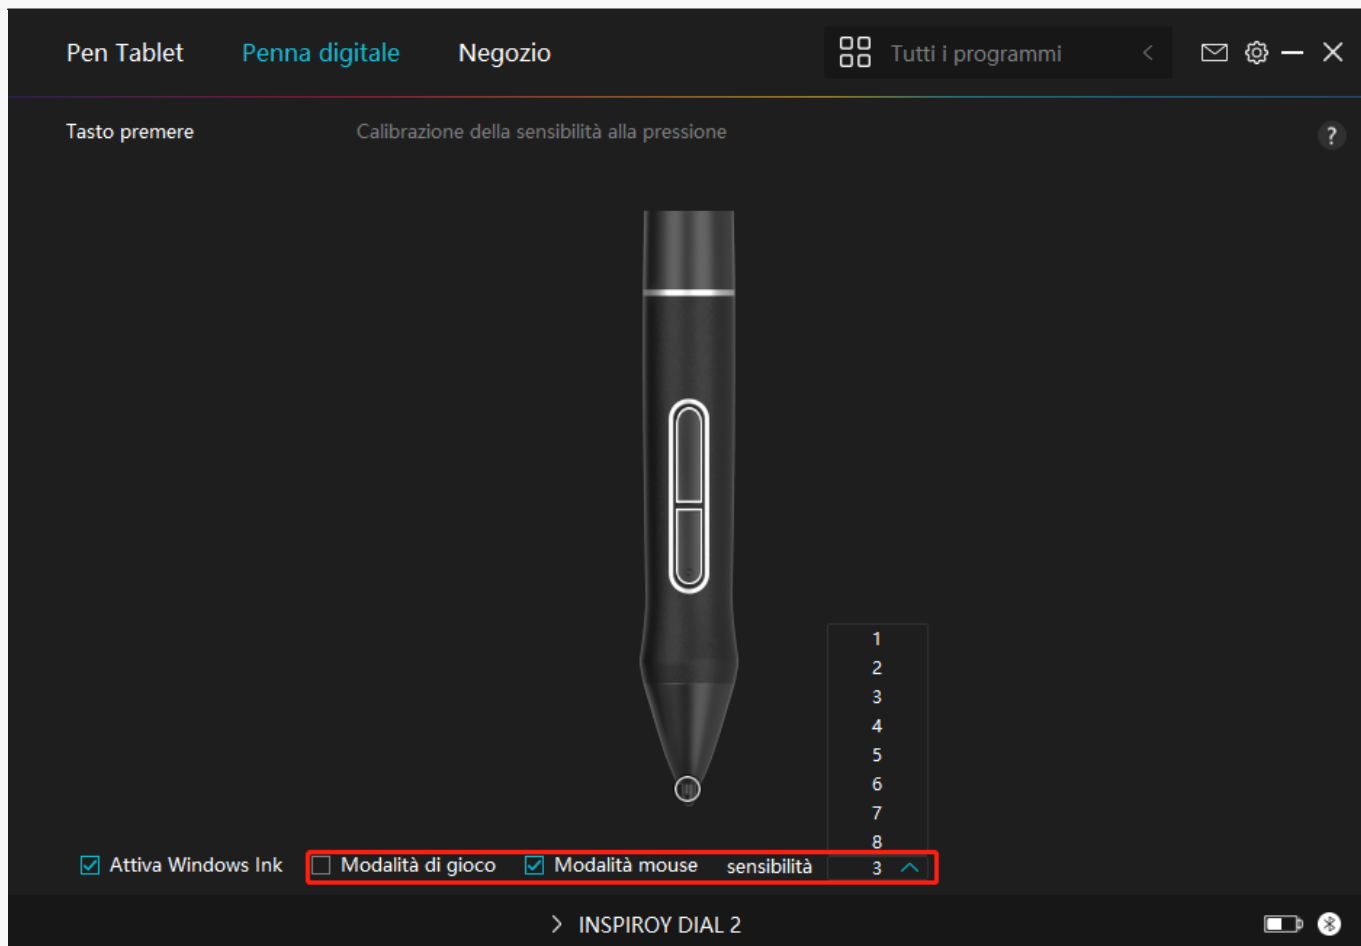 Pen Tablet Penna digitale Negozio Tutti i programmi
Tasto premere Calibrazione della sensibilità alla pressione ?
1
2
3
4
5
6
7
8
Attiva Windows Ink Modalità di gioco Modalità mouse sensibilità 3
INSPIROY DIAL 2